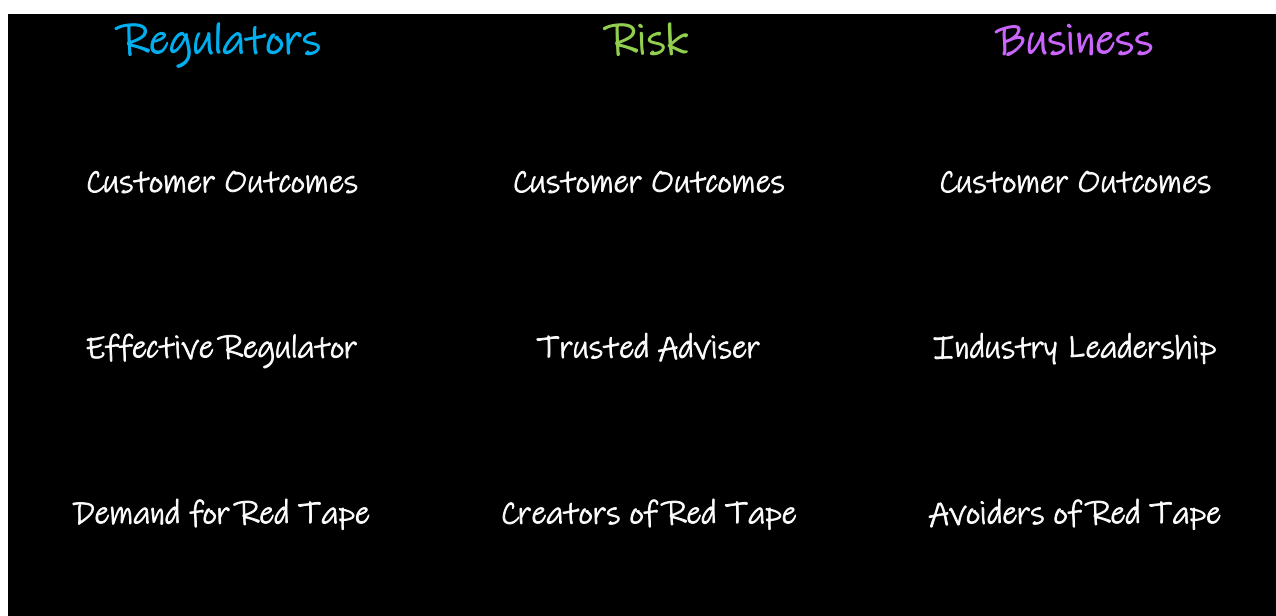 Regulators Risk Business
Customer Outcomes Customer Outcomes Customer Outcomes
Effective Regulator Trusted Adviser Industry Leadership
Demand for Red Tape Creators of Red Tape Avoiders of Red Tape